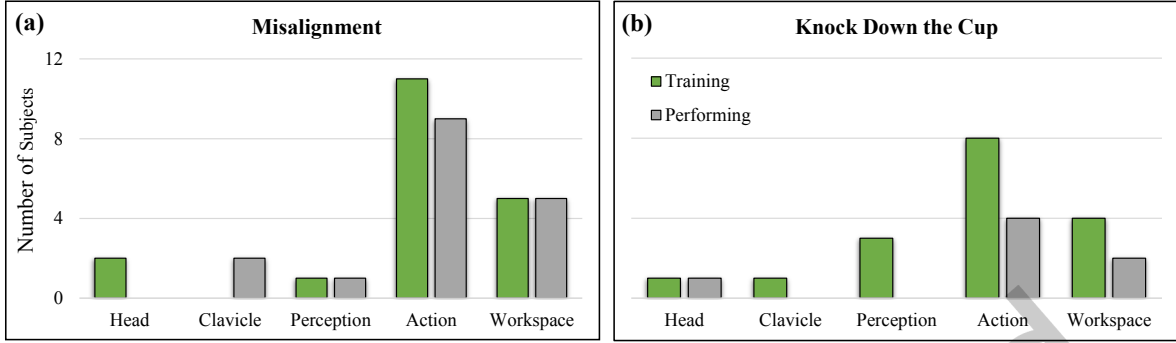 (a)
Misalignment
Number of Subjects
12
8
4
0
Head Clavicle Perception Action Workspace
(b)
Knock Down the Cup
Training
Performing
Head Clavicle Perception Action Workspace